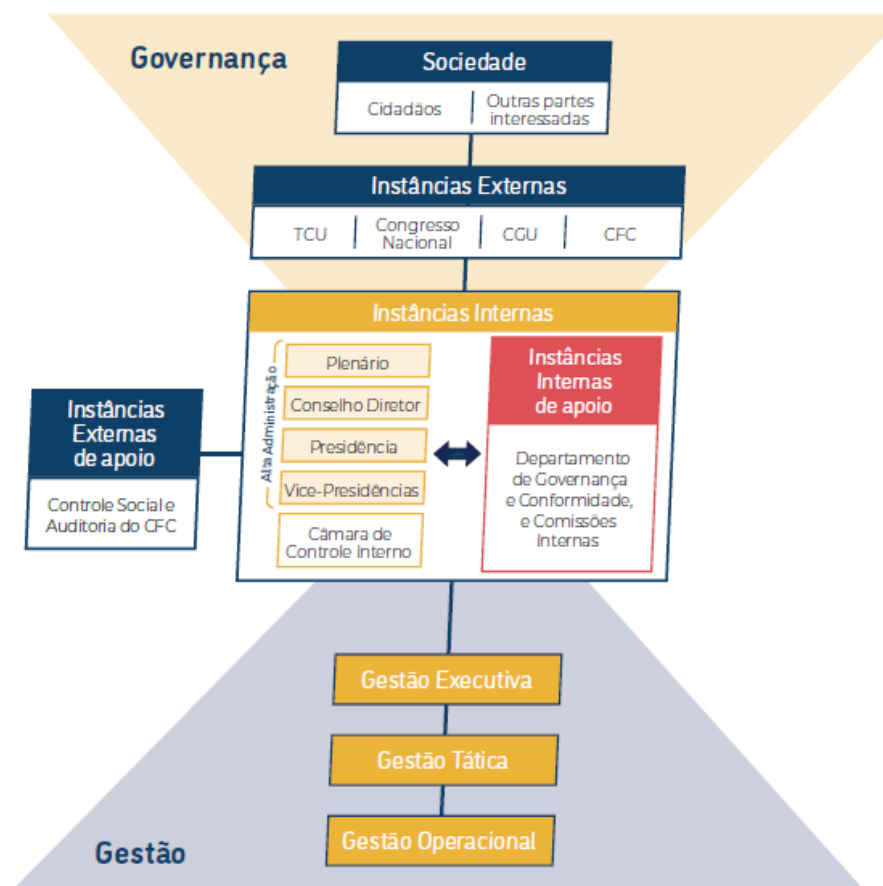 Governança
Sociedade
Cidadãos
Outras partes
interessadas
Instâncias Externas
TCU
Congresso
Nacional
CGU
CFC
Instâncias Internas
Alta Administração
Plenário
Conselho Diretor
Presidência
Vice-Presidências
Câmara de
Controle Interno
Instâncias
Internas
de apoio
Departamento
de Governança
e Conformidade,
e Comissões
Internas
Instâncias
Externas
de apoio
Controle Social e
Auditoria do CFC
Gestão Executiva
Gestão Tática
Gestão Operacional
Gestão